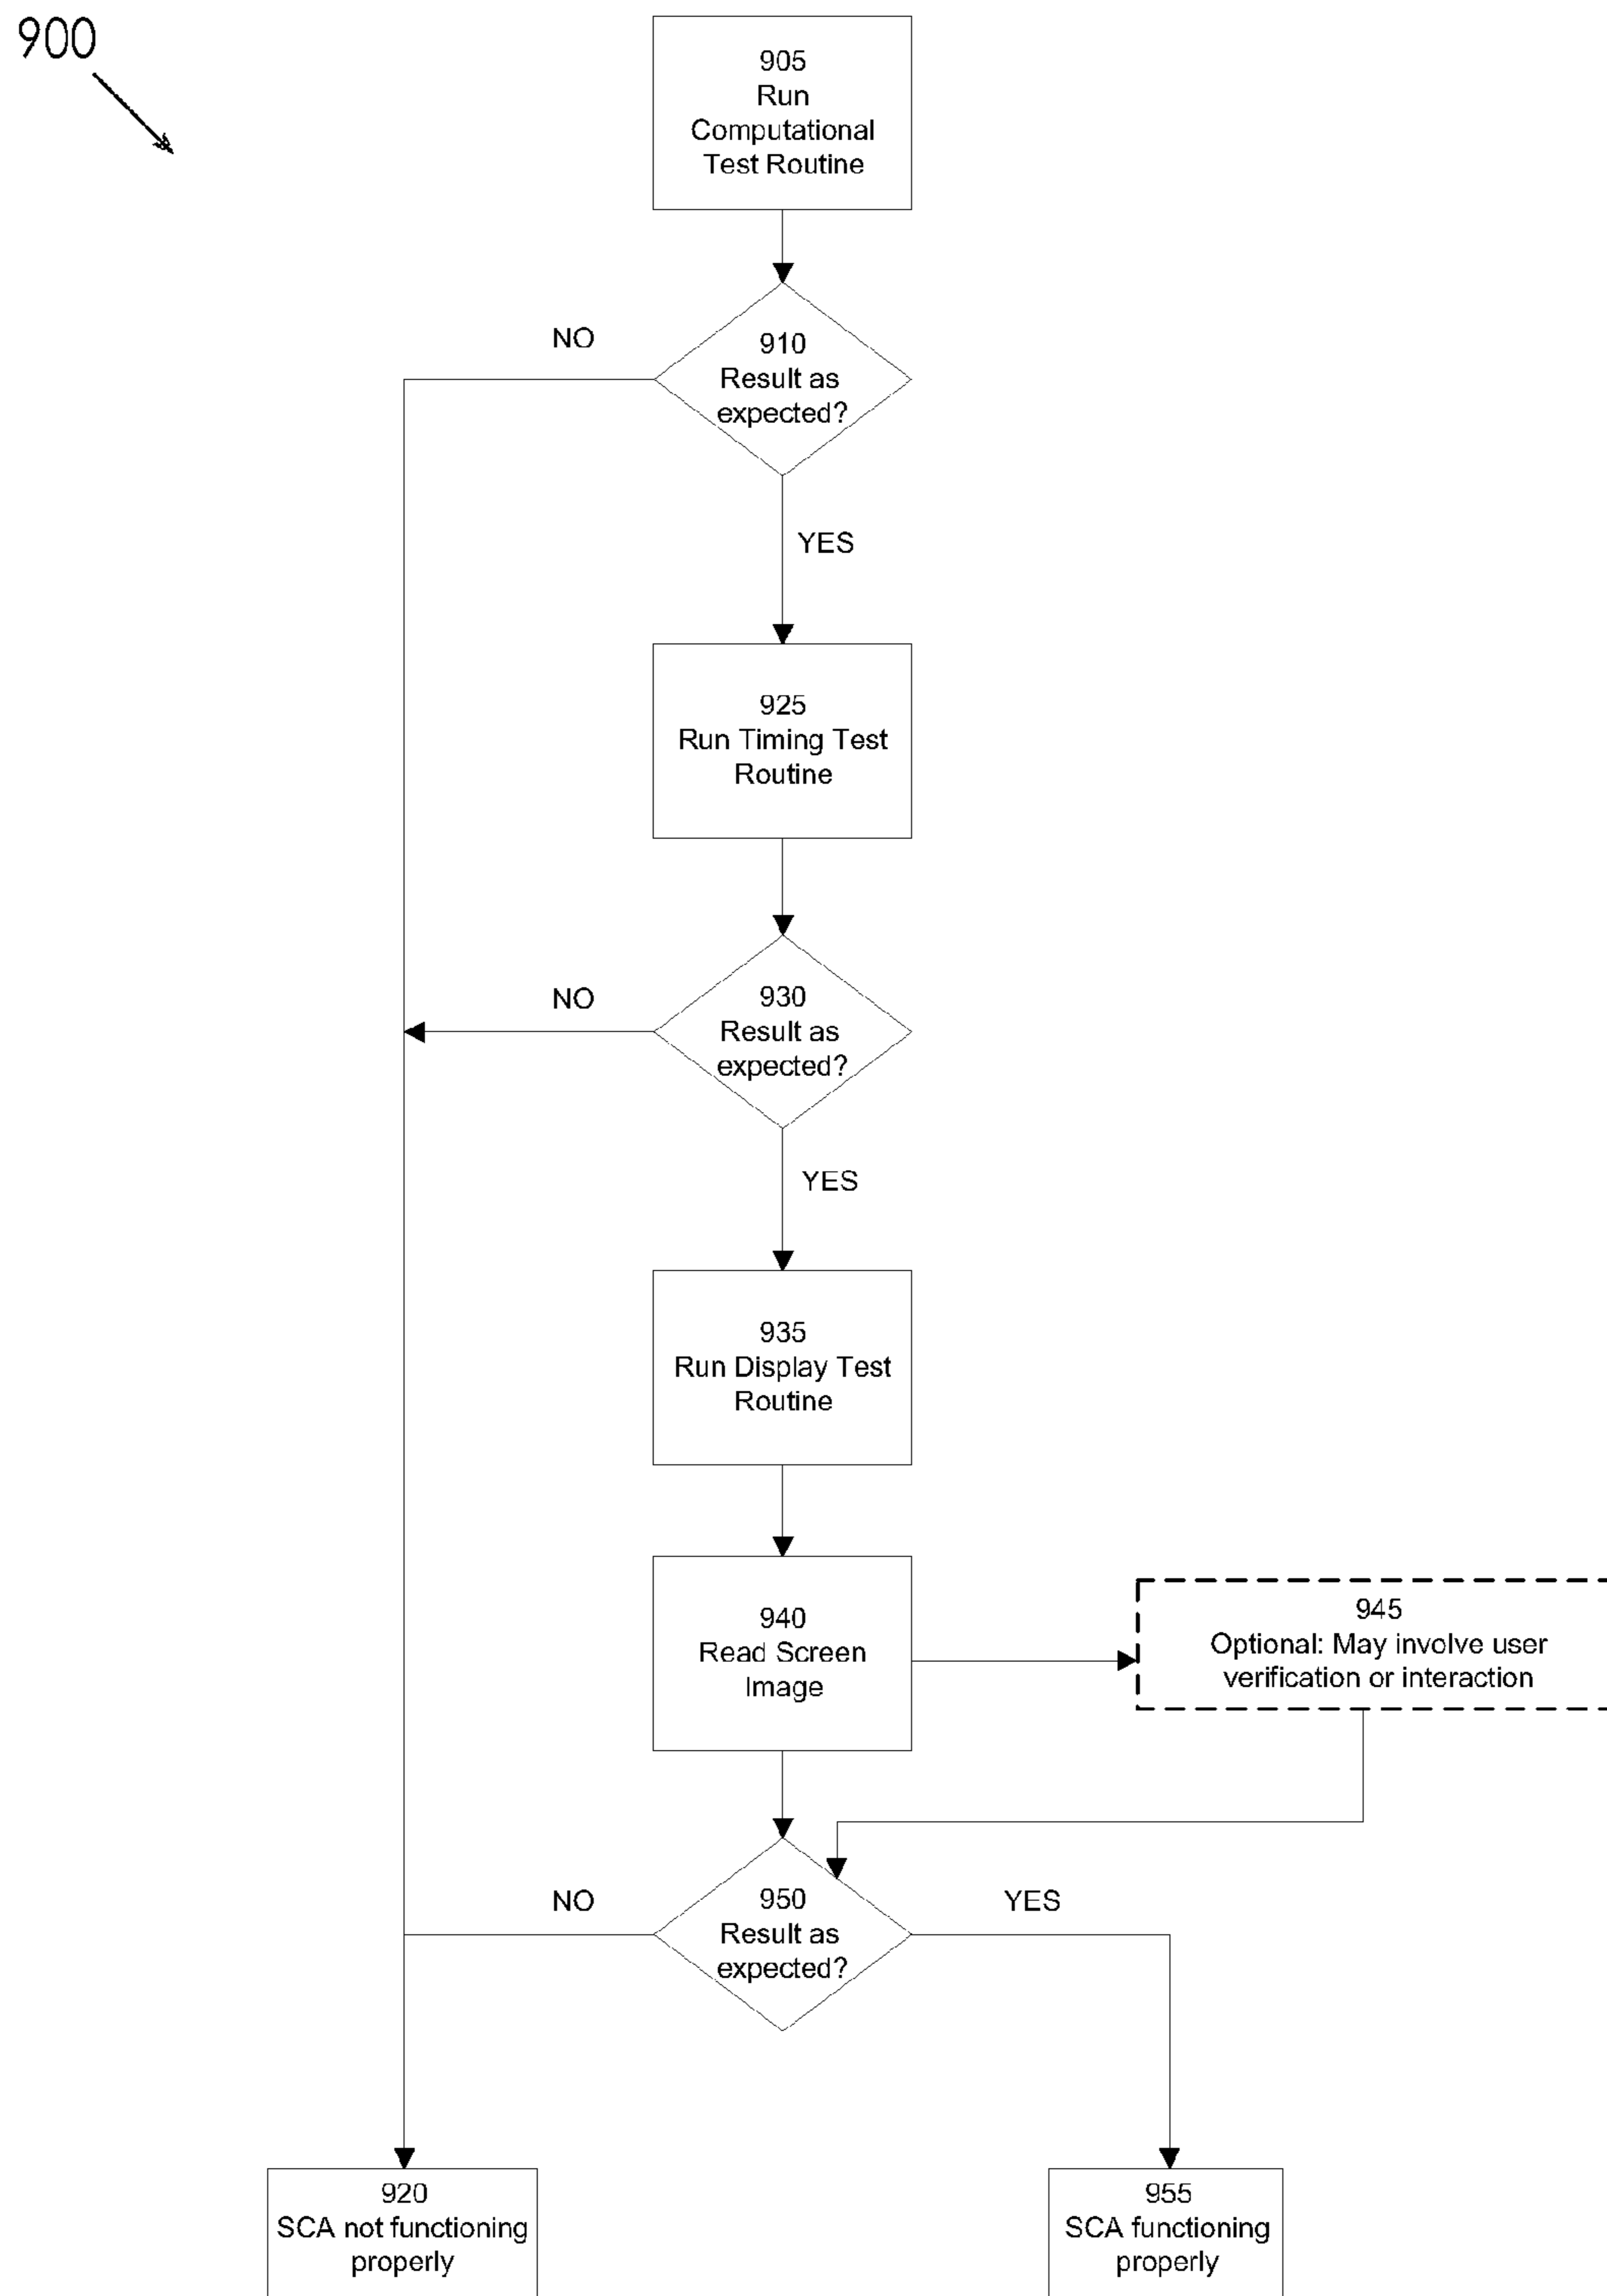 900
905
Run
Computational
Test Routine
910
Result as
expected?
NO
YES
925
Run Timing Test
Routine
930
Result as
expected?
NO
YES
935
Run Display Test
Routine
940
Read Screen
Image
945
Optional: May involve user
verification or interaction
950
Result as
expected?
NO
YES
920
SCA not functioning
properly
955
SCA functioning
properly